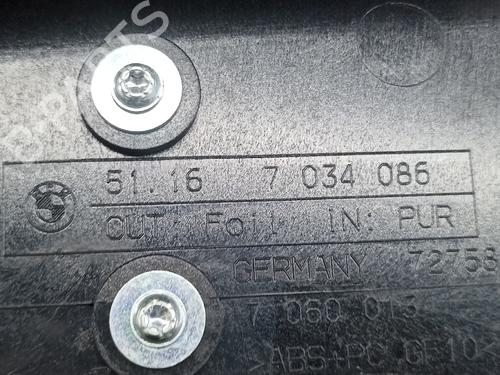 B-PARTS
51.16 7 034 086
OUT: Foil IN: PUR
GERMANY 72758
7 060 013
>ABS+PC GF10<